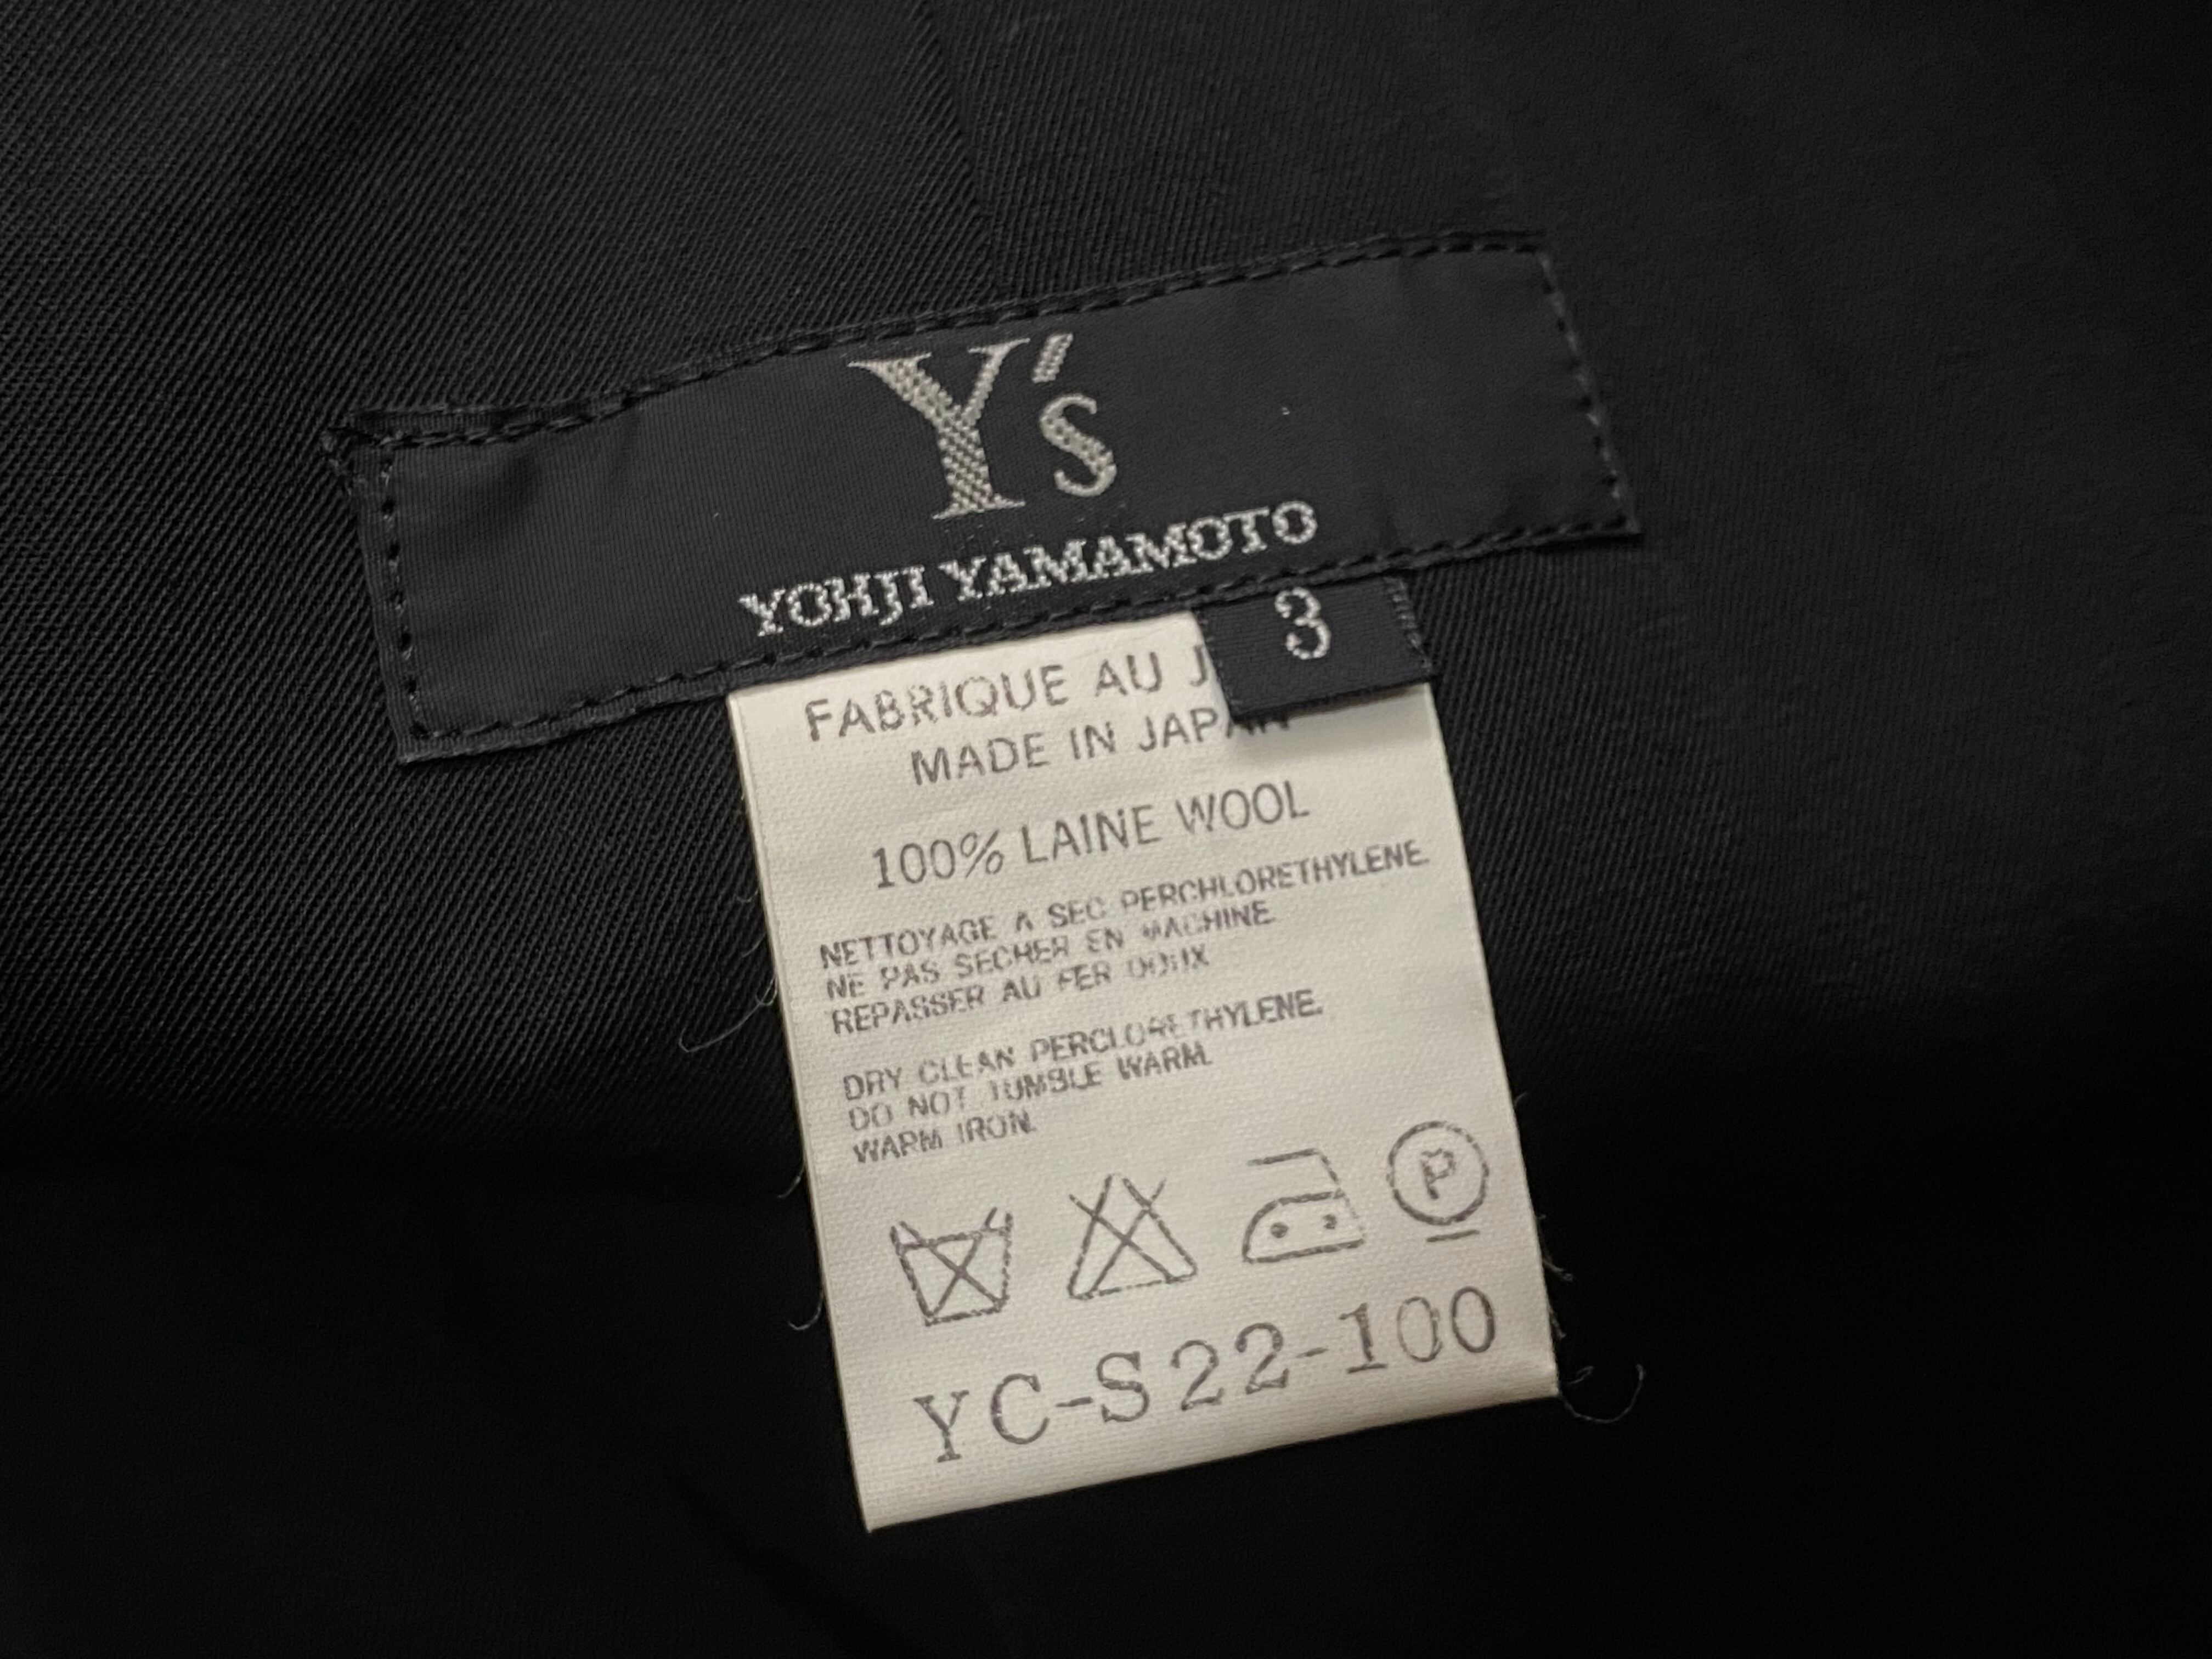 Y's
YOHJI YAMAMOTO
3
FABRIQUE AU J
MADE IN JAPAN
100% LAINE WOOL
NETTOYAGE A SEC PERCHLORETHYLENE.
NE PAS SECHER EN MACHINE.
REPASSER AU FER DOUX
DRY CLEAN PERCLORETHYLENE.
DO NOT TUMBLE WARM.
WARM IRON.
P
YC-S22-100